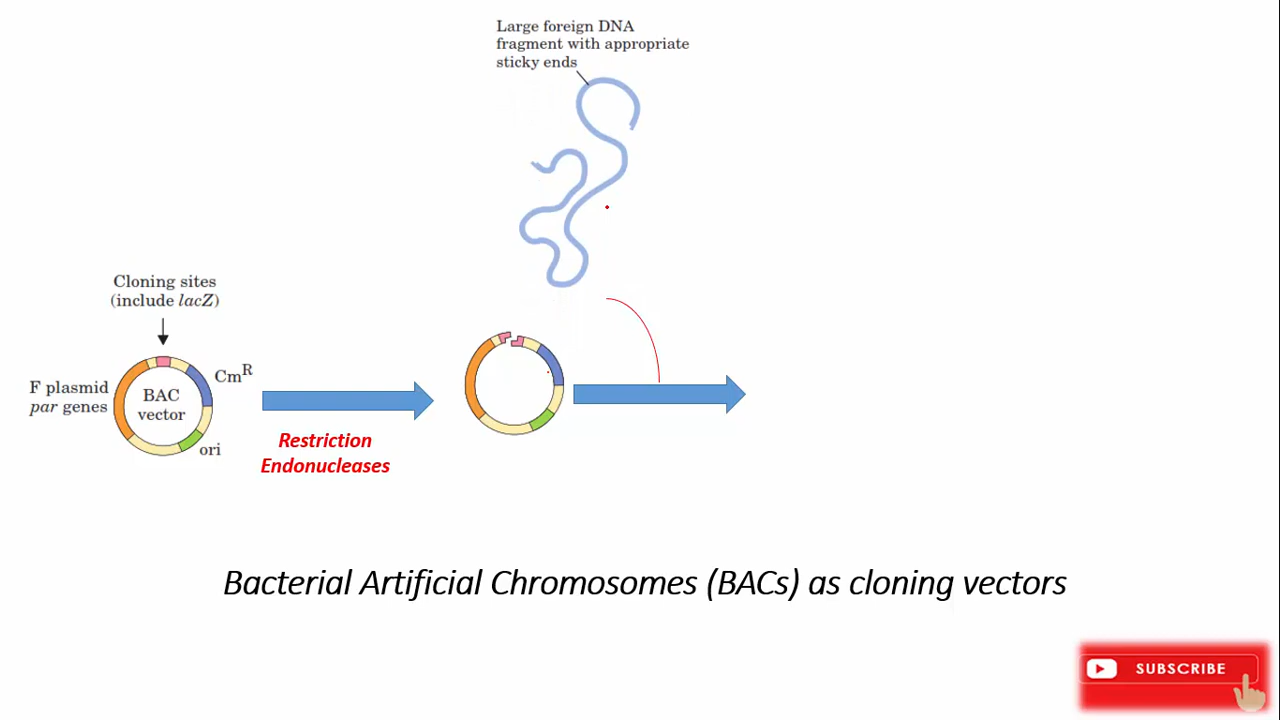 Large foreign DNA
fragment with appropriate
sticky ends
Cloning sites
(include lacZ)
F plasmid
par genes
BAC
vector
CmR
ori
Restriction
Endonucleases
Bacterial Artificial Chromosomes (BACs) as cloning vectors
SUBSCRIBE